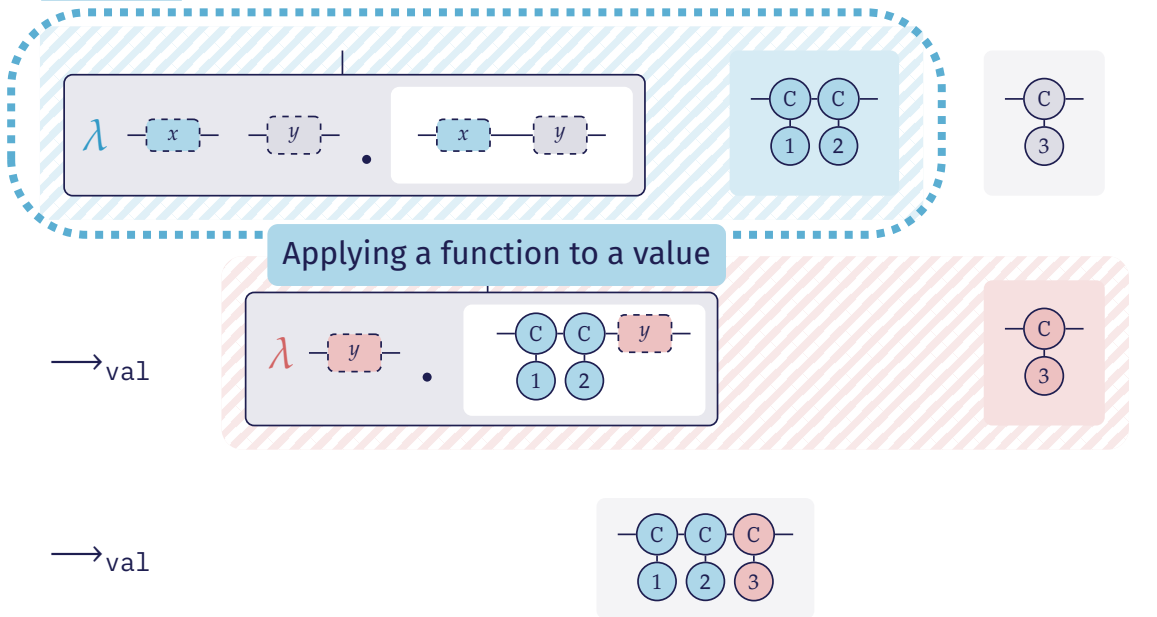 C C C
λ x y . x y
1 2 3
Applying a function to a value
C C y C
λ y .
⟶val 1 2 3
C C C
⟶val 1 2 3